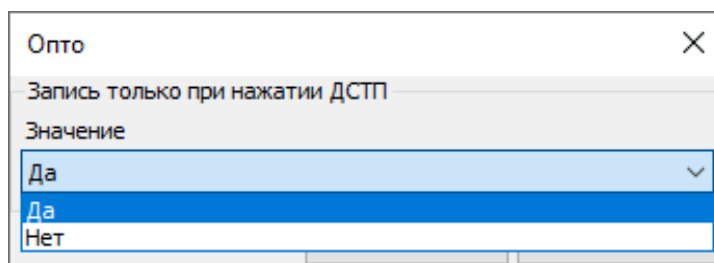 Опто
Запись только при нажатии ДСТП
Значение
Да
Да
Нет